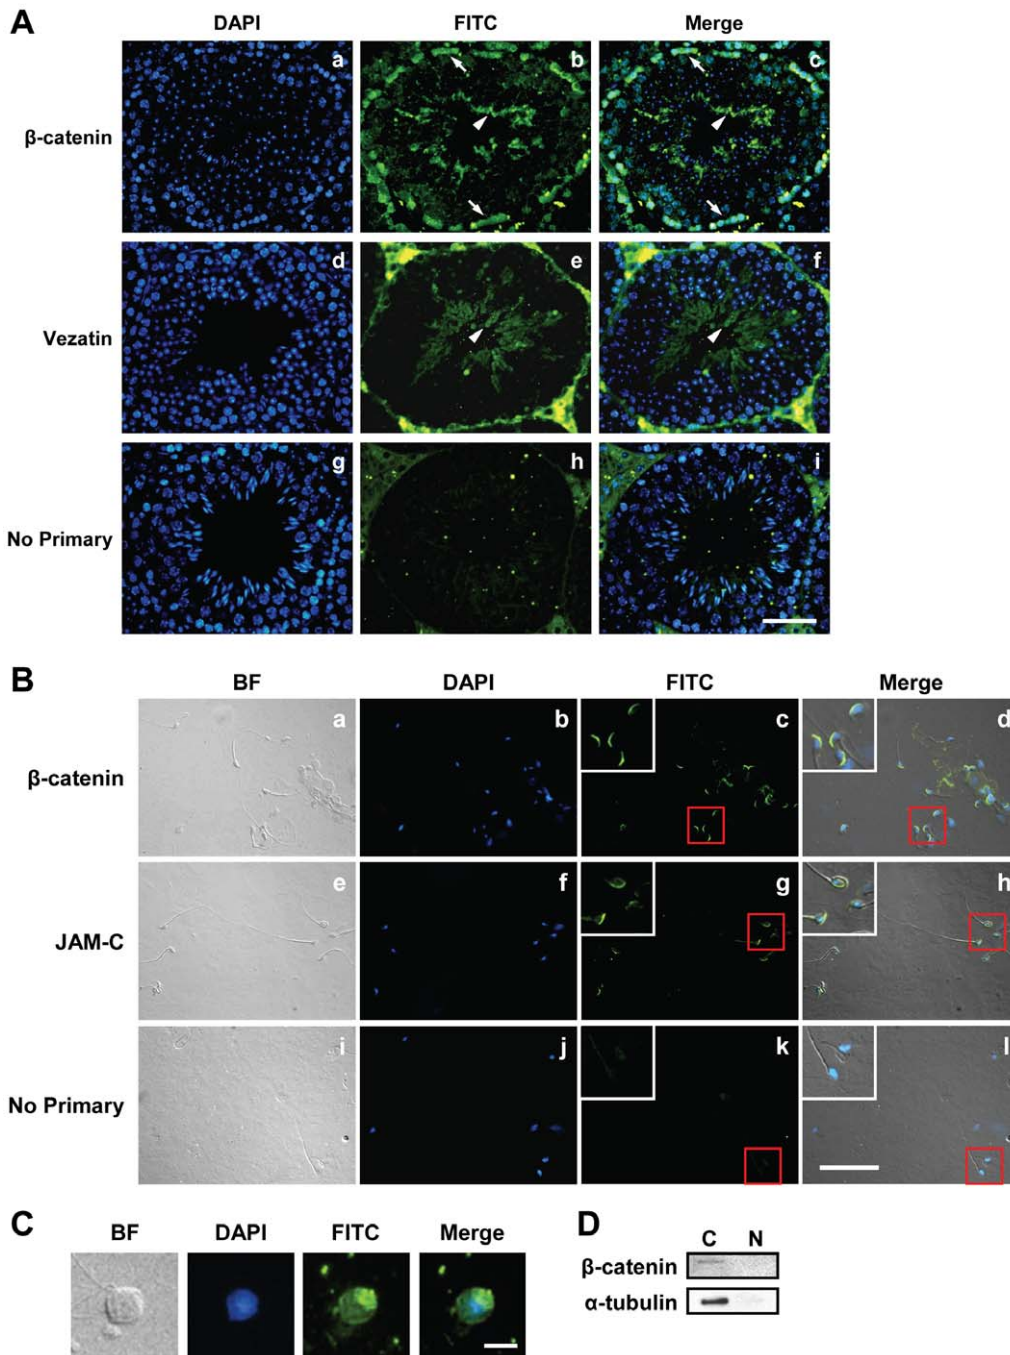 A
DAPI FITC Merge
β-catenin a b c
Vezatin d e f
No Primary g h i
B
BF DAPI FITC Merge
β-catenin a b c d
JAM-C e f g h
No Primary i j k l
C
BF DAPI FITC Merge
D
C N
β-catenin
α-tubulin